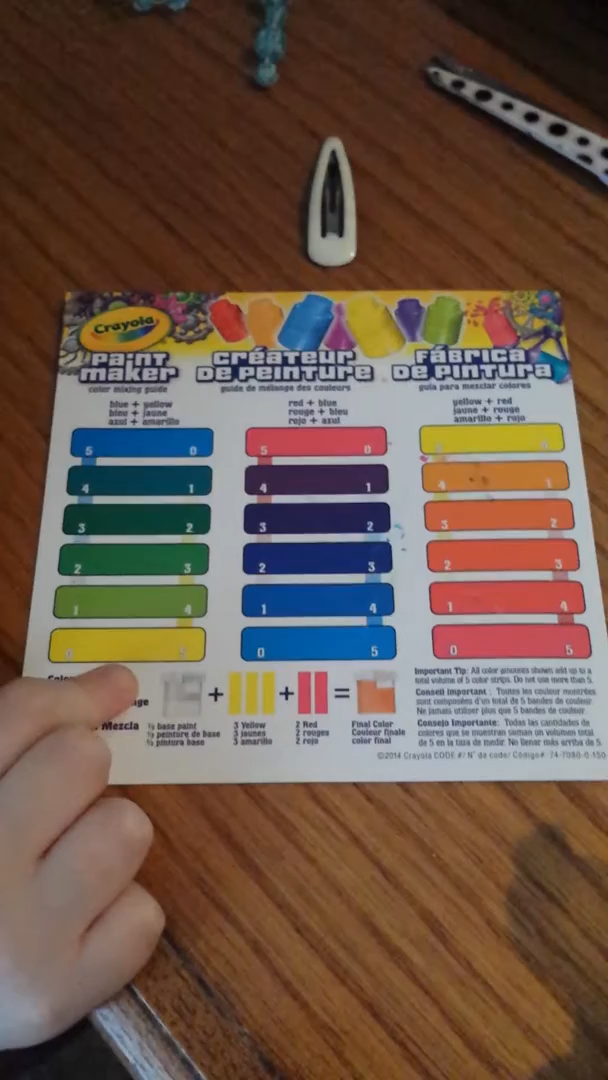 Crayola
Paint maker
color mixing guide
Créateur de peinture
guide de mélange des couleurs
Fábrica de pintura
guía para mezclar colores
blue + yellow
bleu + jaune
azul + amarillo
5 0
4 1
3 2
2 3
1 4
0 5
red + blue
rouge + bleu
rojo + azul
5 0
4 1
3 2
2 3
1 4
0 5
yellow + red
jaune + rouge
amarillo + rojo
4 1
3 2
2 3
1 4
0 5
Mezcla
+ + =
½ base paint
½ peinture de base
½ pintura base
3 Yellow
3 jaunes
3 amarillo
2 Red
2 rouges
2 rojo
Final Color
Couleur finale
color final
Important Tip: All color amounts shown add up to a
total volume of 5 color strips. Do not use more than 5.
Conseil important : Toutes les couleur montrées
sont composées d'un total de 5 bandes de couleur.
Ne jamais utiliser plus que 5 bandes de couleur.
Consejo Importante: Todas las cantidades de
colores que se muestran suman un volumen total
de 5 en la taza de medir. No llenar más arriba de 5.
©2014 Crayola CODE #/ N° de code/ Código#: 74-7080-0-150